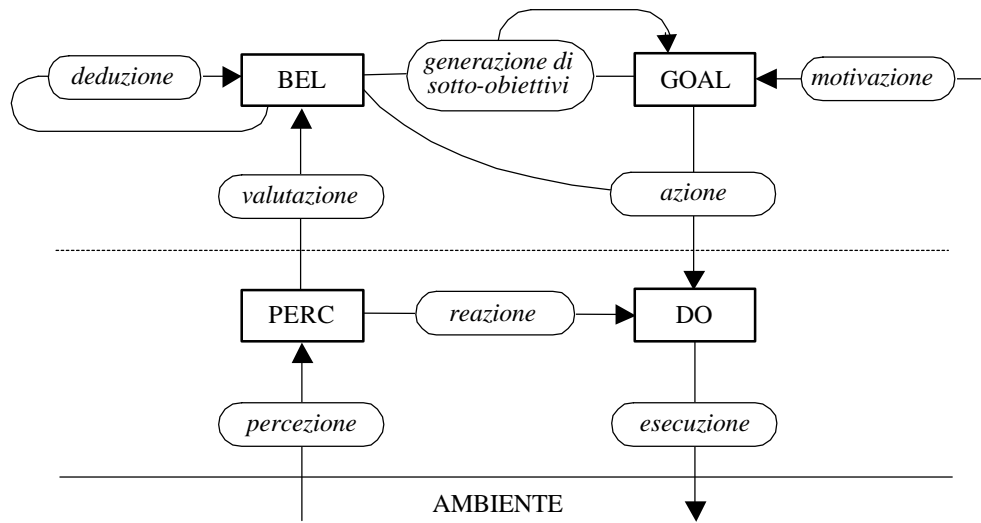 deduzione
BEL
generazione di
sotto-obiettivi
GOAL
motivazione
valutazione
azione
PERC
reazione
DO
percezione
esecuzione
AMBIENTE